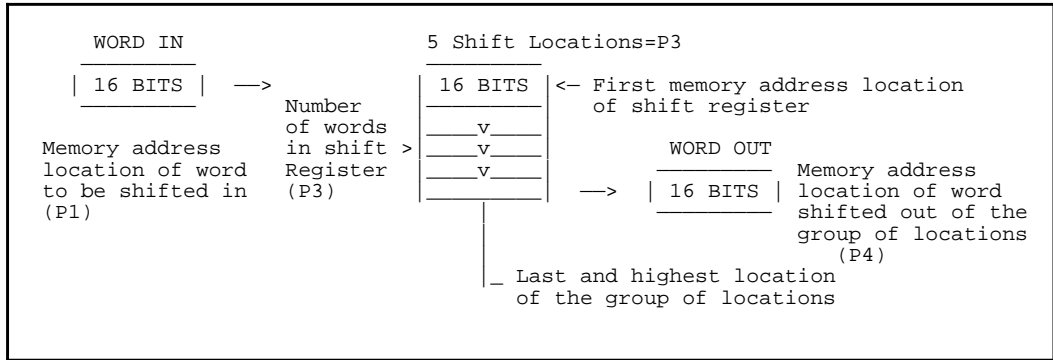 WORD IN 5 Shift Locations=P3
16 BITS —> 16 BITS <— First memory address location
Number of shift register
of words v
Memory address in shift > v WORD OUT
location of word Register v Memory address
to be shifted in (P3) —> 16 BITS location of word
(P1) shifted out of the
group of locations
(P4)
Last and highest location
of the group of locations